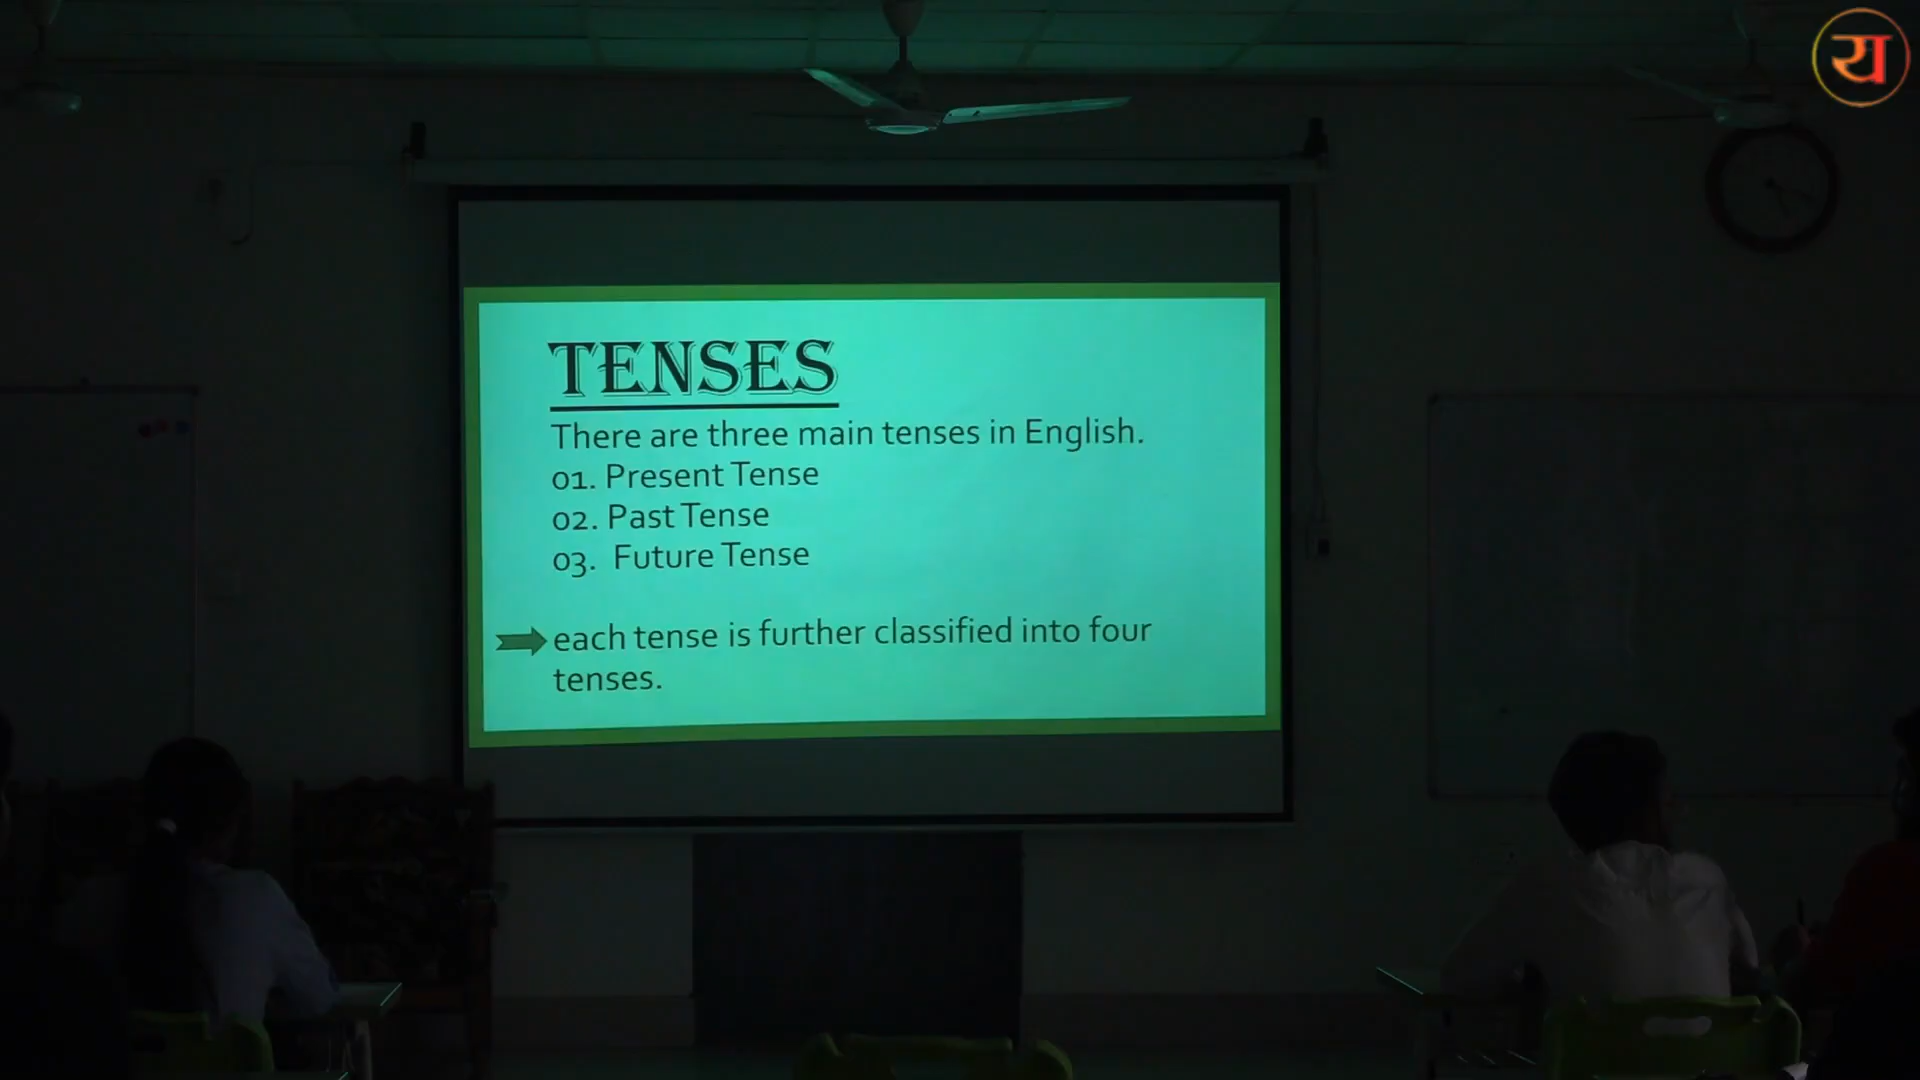 य
TENSES
There are three main tenses in English.
01. Present Tense
02. Past Tense
03. Future Tense
each tense is further classified into four
tenses.